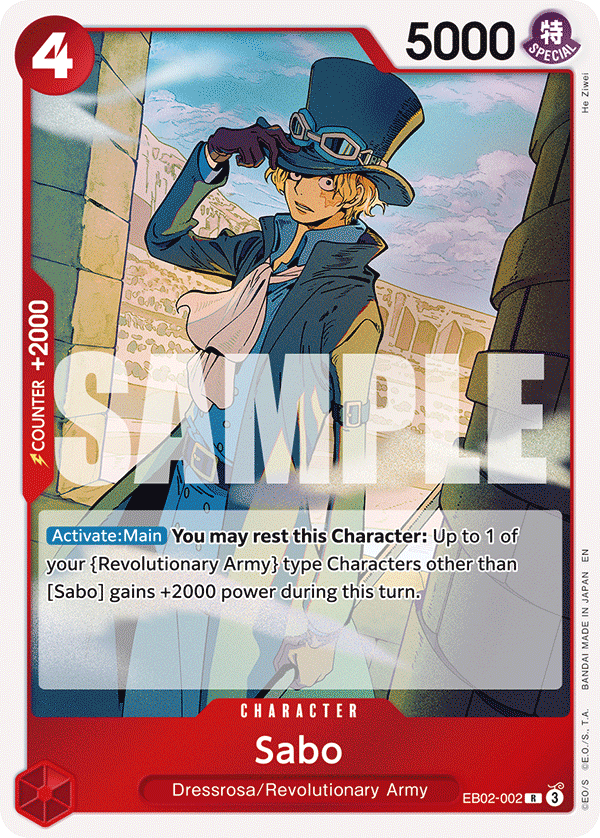 4
5000
特
SPECIAL
He Ziwei
COUNTER +2000
SAMPLE
Activate:Main You may rest this Character: Up to 1 of
your {Revolutionary Army} type Characters other than
[Sabo] gains +2000 power during this turn.
CHARACTER
Sabo
Dressrosa/Revolutionary Army
EB02-002 R 3
©EO/S ©E.O./S., T.A. BANDAI MADE IN JAPAN EN